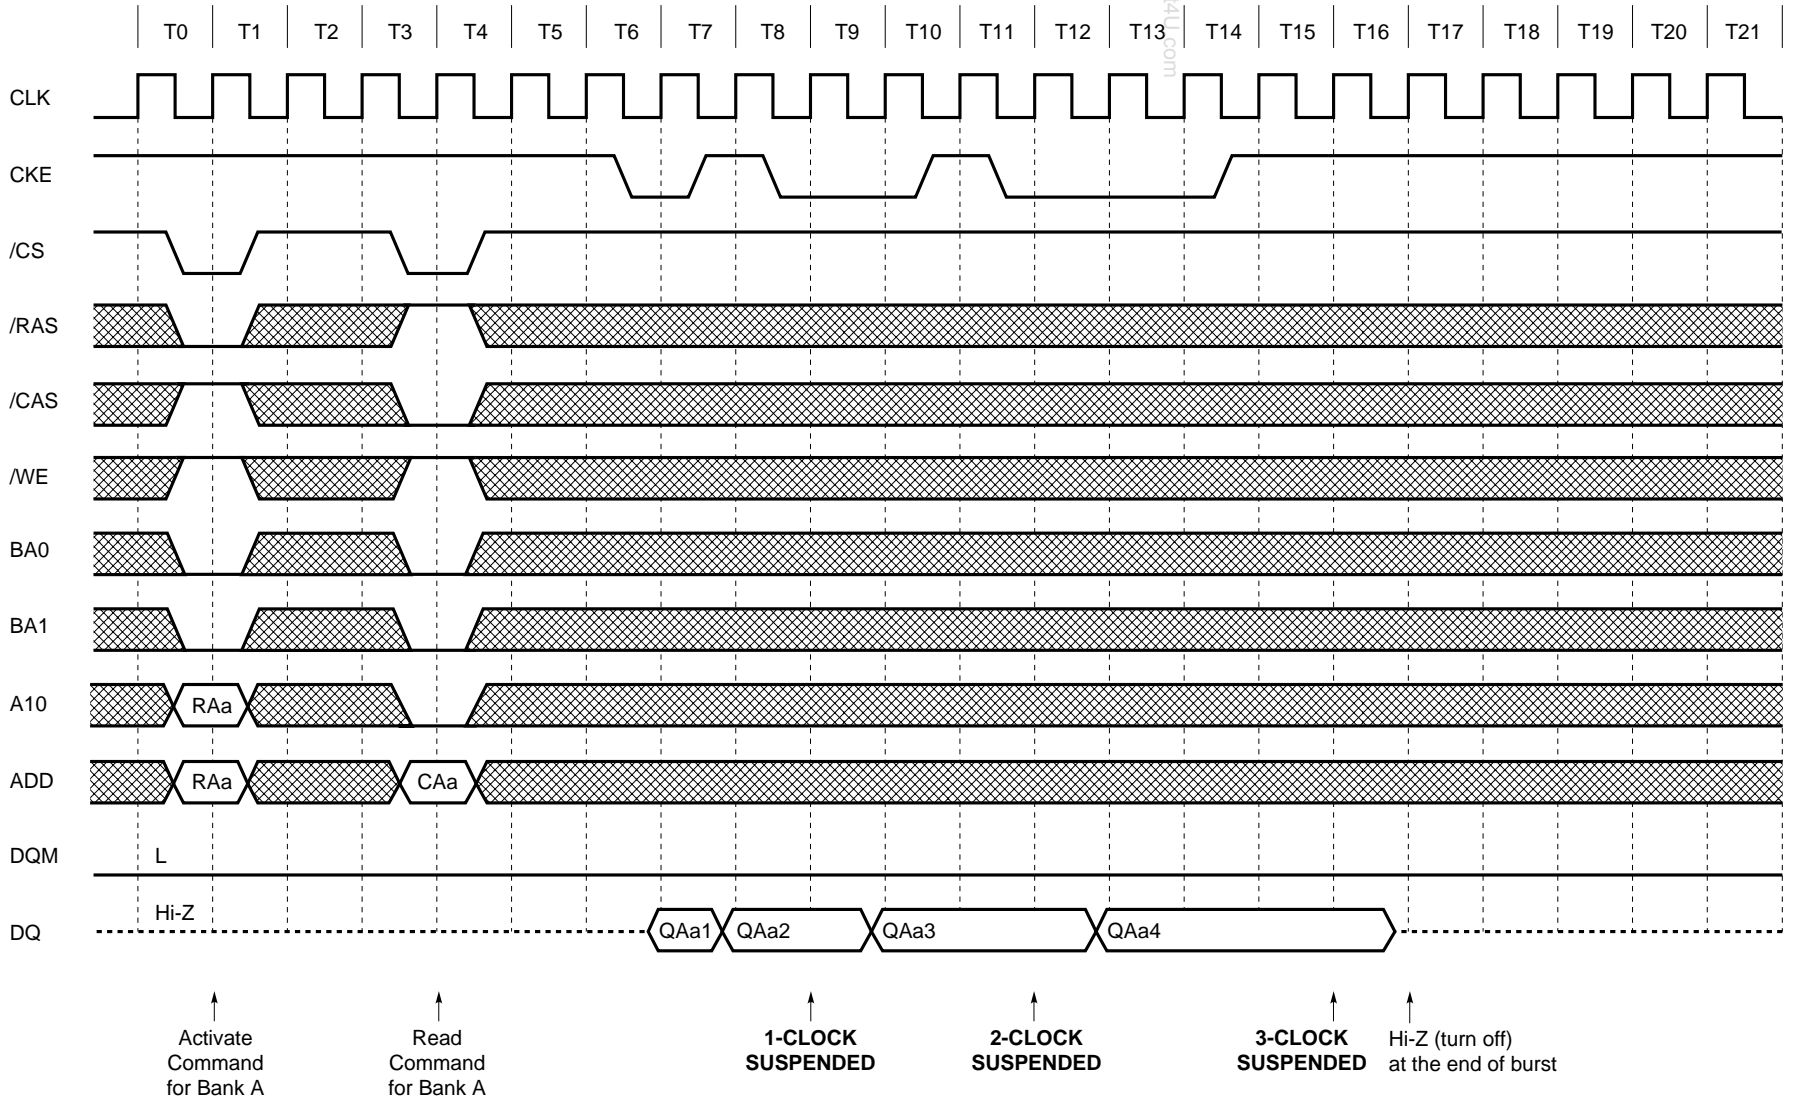 T0 T1 T2 T3 T4 T5 T6 T7 T8 T9 T10 T11 T12 T13 T14 T15 T16 T17 T18 T19 T20 T21
t4U.com
CLK
CKE
/CS
/RAS
/CAS
/WE
BA0
BA1
A10 RAa
ADD RAa CAa
DQM L
Hi-Z
DQ QAa1 QAa2 QAa3 QAa4
Activate
Command
for Bank A
Read
Command
for Bank A
1-CLOCK
SUSPENDED
2-CLOCK
SUSPENDED
3-CLOCK
SUSPENDED
Hi-Z (turn off)
at the end of burst